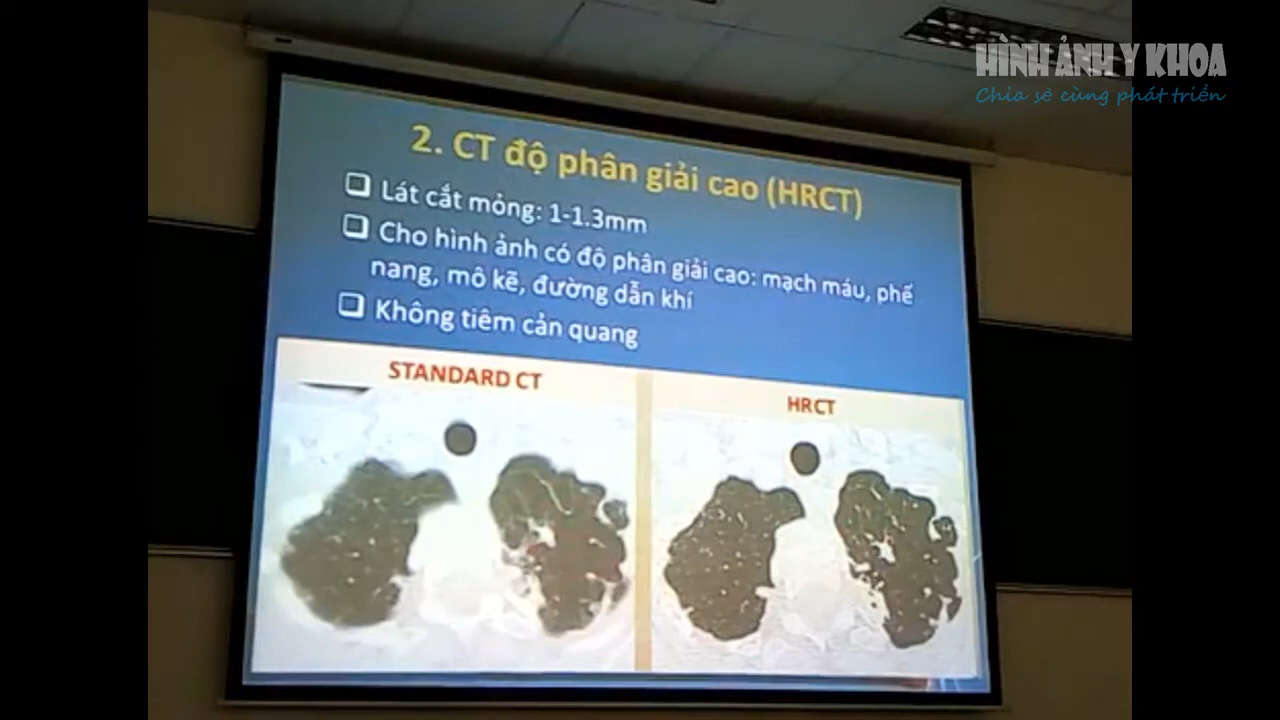 HÌNH ẢNH Y KHOA
Chia sẻ cùng phát triển
2. CT độ phân giải cao (HRCT)
Lát cắt mỏng: 1-1.3mm
Cho hình ảnh có độ phân giải cao: mạch máu, phế
nang, mô kẽ, đường dẫn khí
Không tiêm cản quang
STANDARD CT
HRCT